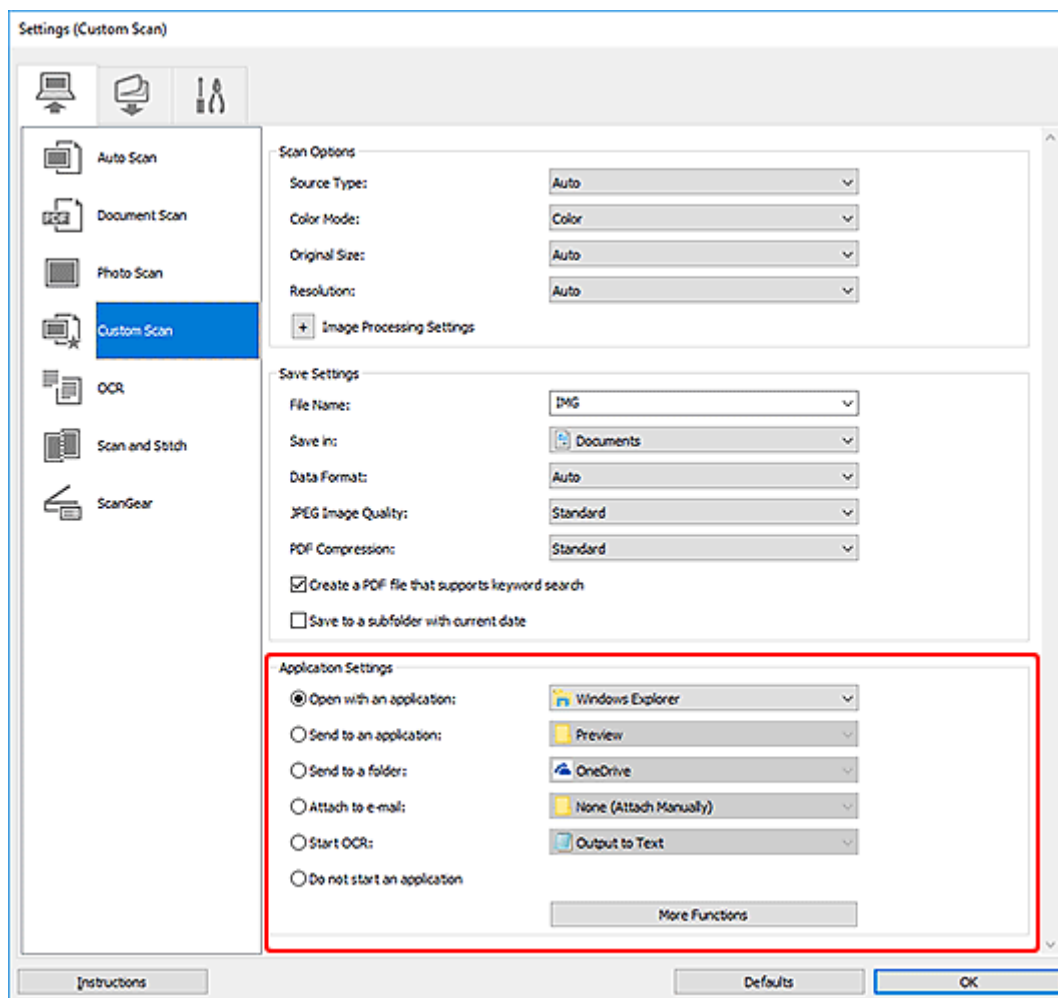 Settings (Custom Scan)
Auto Scan
Document Scan
Photo Scan
Custom Scan
OCR
Scan and Stitch
ScanGear
Scan Options
Source Type: Auto
Color Mode: Color
Original Size: Auto
Resolution: Auto
+ Image Processing Settings
Save Settings
File Name: IMG
Save in: Documents
Data Format: Auto
JPEG Image Quality: Standard
PDF Compression: Standard
Create a PDF file that supports keyword search
Save to a subfolder with current date
Application Settings
Open with an application: Windows Explorer
Send to an application: Preview
Send to a folder: OneDrive
Attach to e-mail: None (Attach Manually)
Start OCR: Output to Text
Do not start an application
More Functions
Instructions Defaults OK